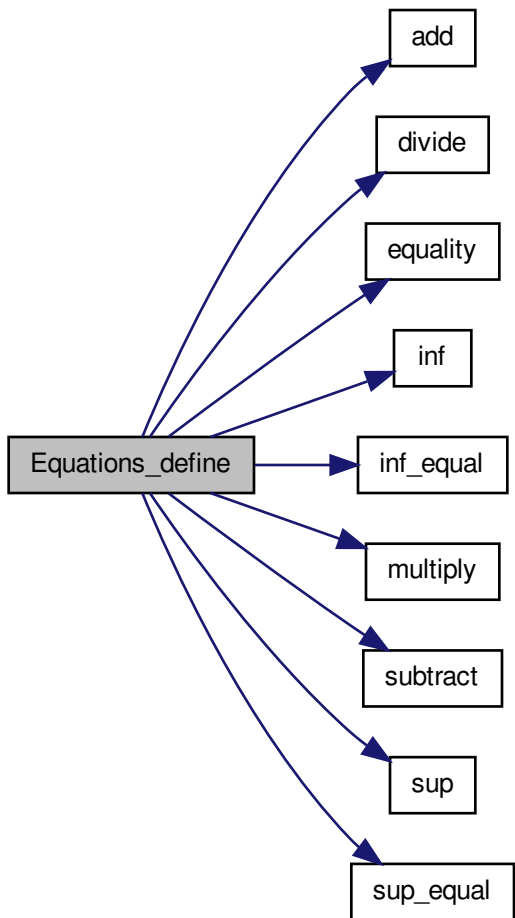 add
divide
equality
inf
Equations_define
inf_equal
multiply
subtract
sup
sup_equal